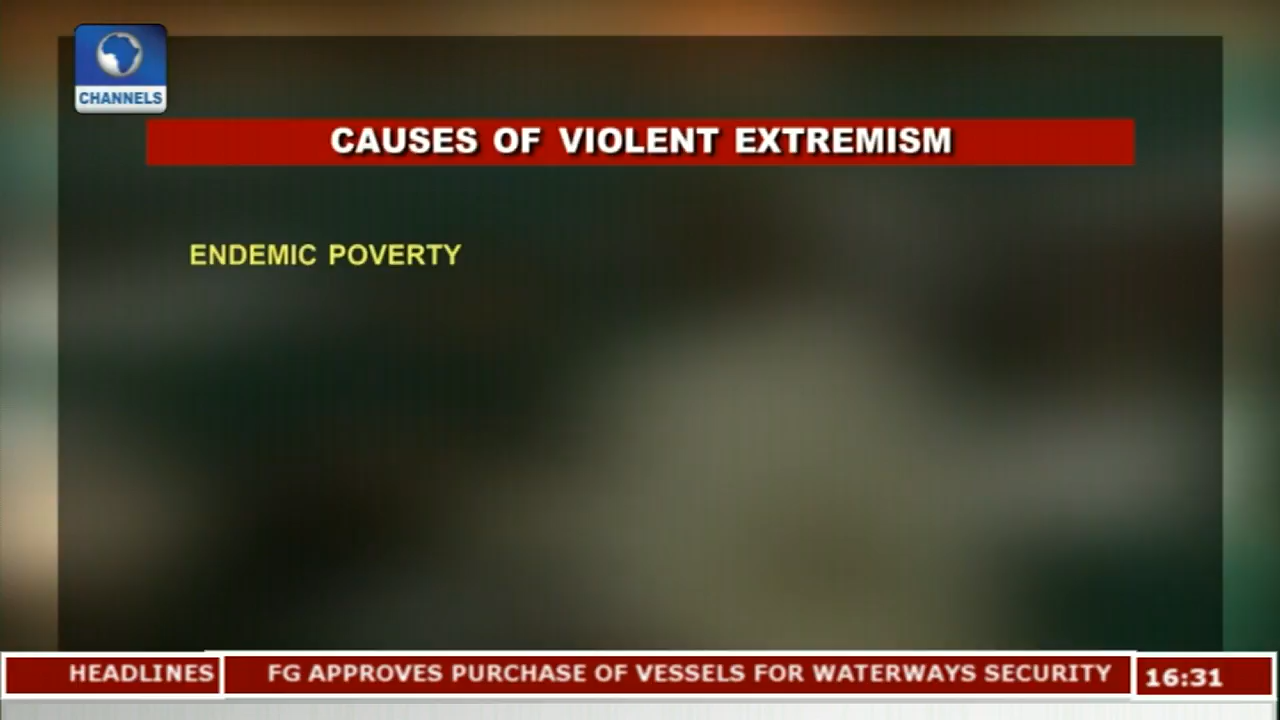 CHANNELS
CAUSES OF VIOLENT EXTREMISM
ENDEMIC POVERTY
HEADLINES
FG APPROVES PURCHASE OF VESSELS FOR WATERWAYS SECURITY
16:31